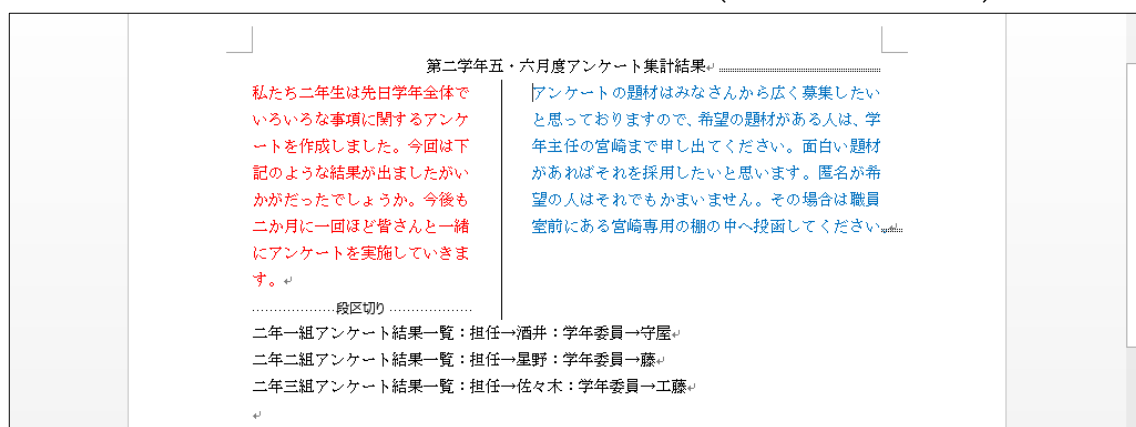 第二学年五・六月度アンケート集計結果
私たち二年生は先日学年全体で
いろいろな事項に関するアンケ
ートを作成しました。今回は下
記のような結果が出ましたがい
かがだったでしょうか。今後も
二か月に一回ほど皆さんと一緒
にアンケートを実施していきま
す。
段区切り
アンケートの題材はみなさんから広く募集したい
と思っておりますので、希望の題材がある人は、学
年主任の宮崎まで申し出てください。面白い題材
があればそれを採用したいと思います。匿名が希
望の人はそれでもかまいません。その場合は職員
室前にある宮崎専用の棚の中へ投函してください。
二年一組アンケート結果一覧：担任→酒井：学年委員→守屋
二年二組アンケート結果一覧：担任→星野：学年委員→藤
二年三組アンケート結果一覧：担任→佐々木：学年委員→工藤